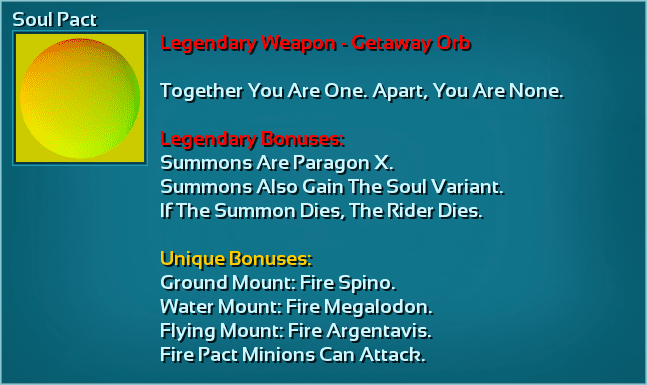 Soul Pact
Legendary Weapon - Getaway Orb
Together You Are One. Apart, You Are None.
Legendary Bonuses:
Summons Are Paragon X.
Summons Also Gain The Soul Variant.
If The Summon Dies, The Rider Dies.
Unique Bonuses:
Ground Mount: Fire Spino.
Water Mount: Fire Megalodon.
Flying Mount: Fire Argentavis.
Fire Pact Minions Can Attack.